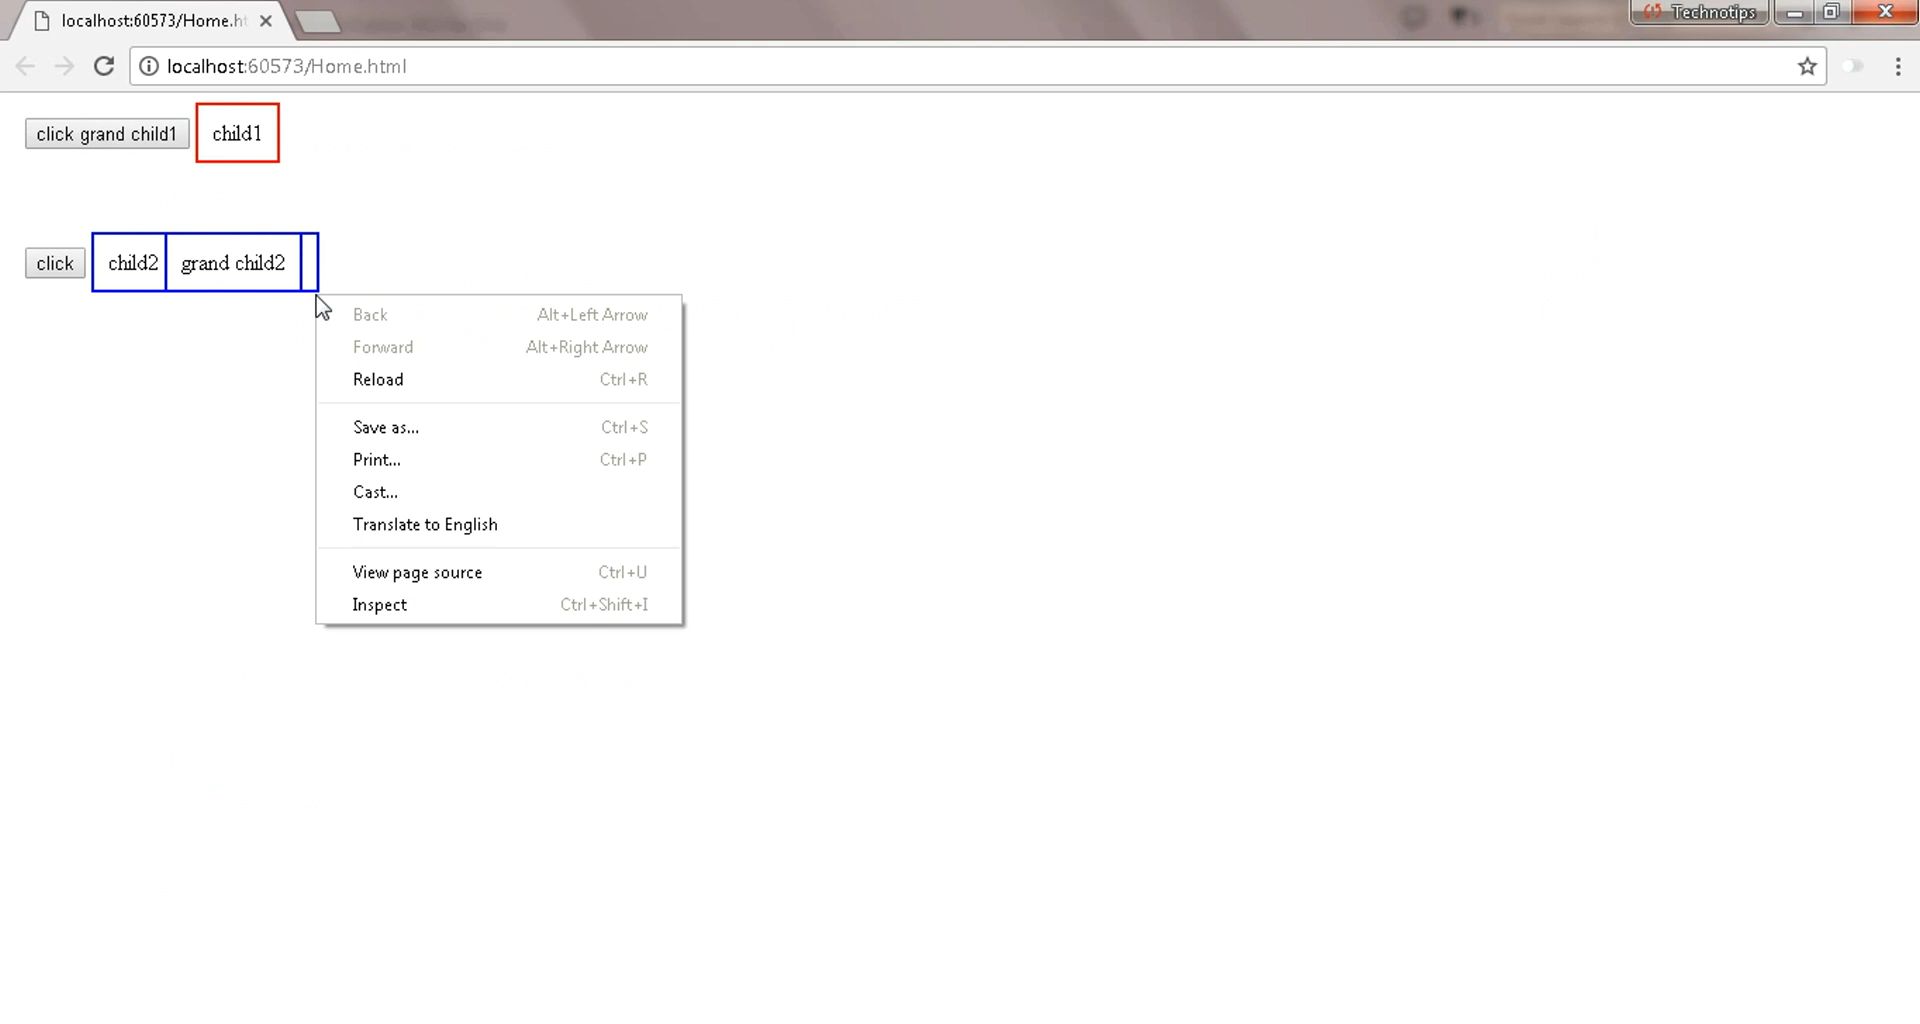 localhost:60573/Home.ht
Technotips
localhost:60573/Home.html
click grand child1
child1
click
child2
grand child2
Back Alt+Left Arrow
Forward Alt+Right Arrow
Reload Ctrl+R
Save as... Ctrl+S
Print... Ctrl+P
Cast...
Translate to English
View page source Ctrl+U
Inspect Ctrl+Shift+I